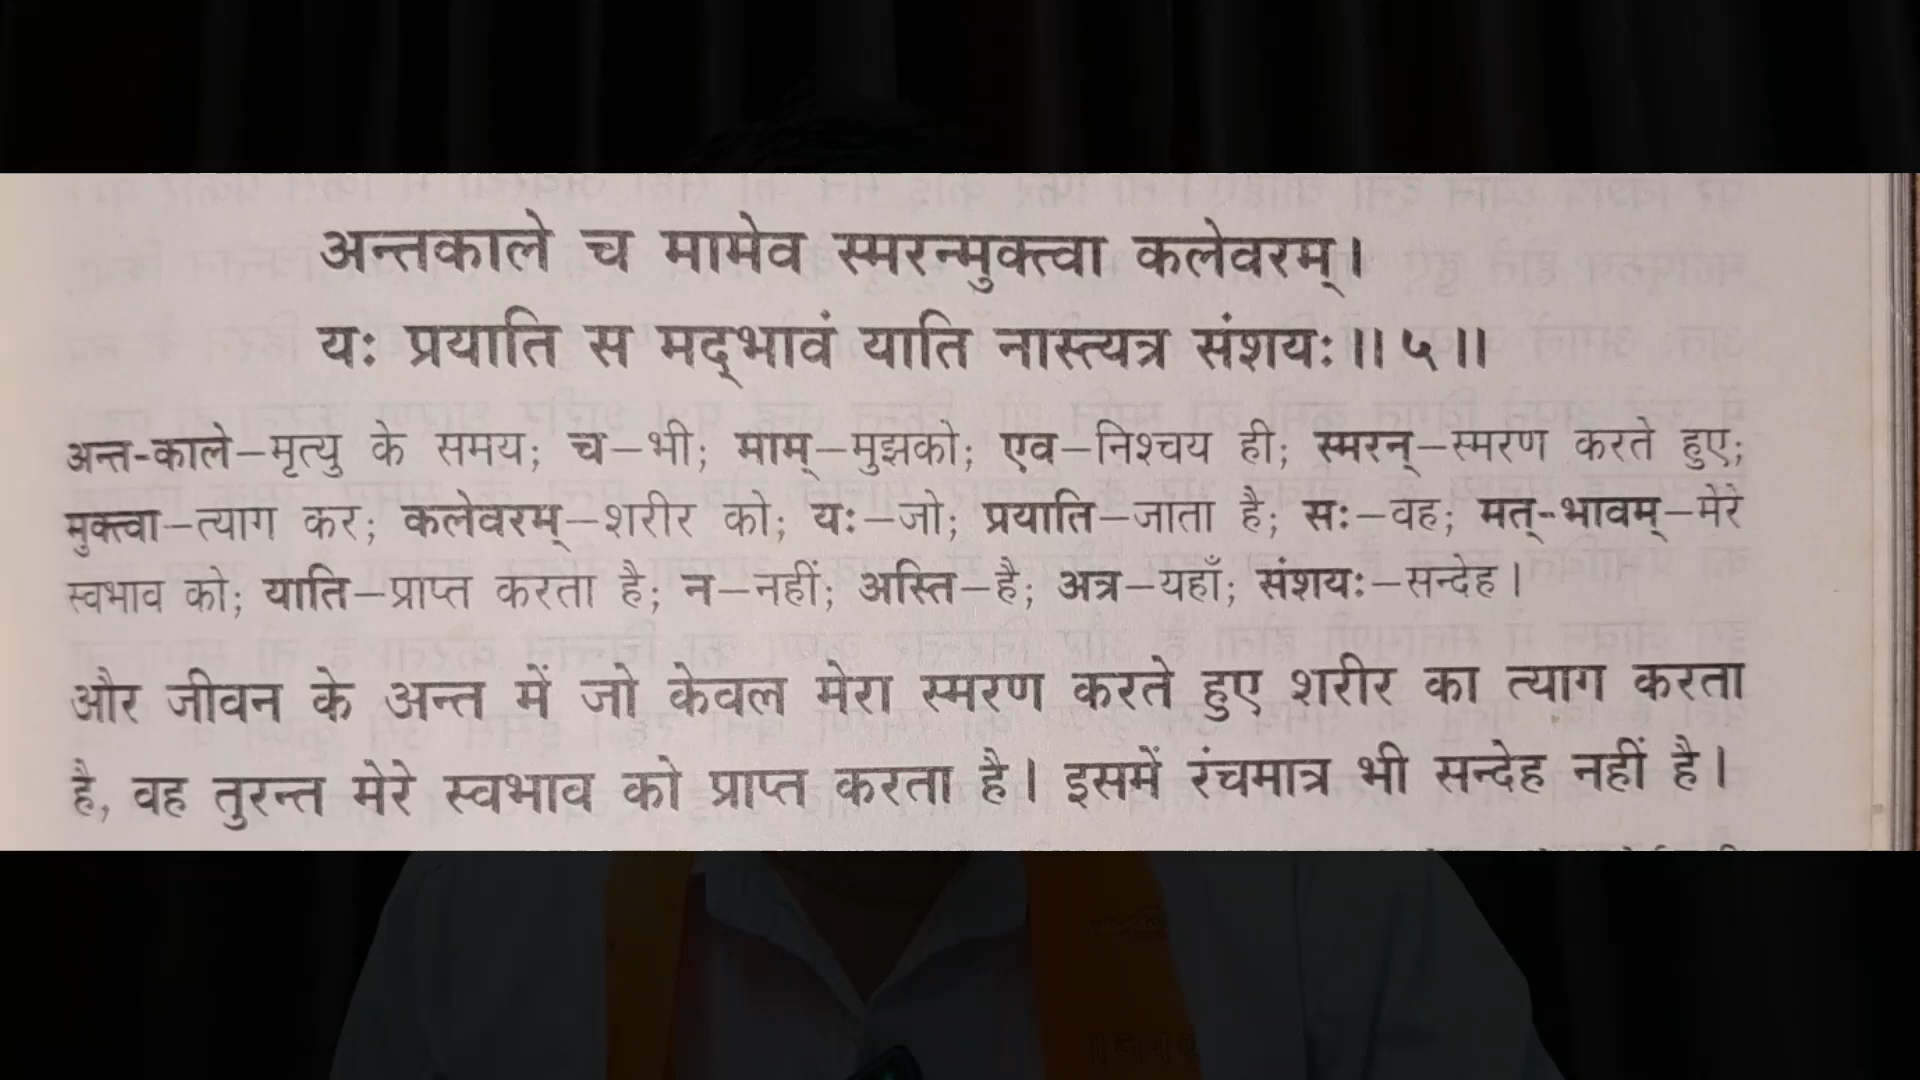 अन्तकाले च मामेव स्मरन्मुक्त्वा कलेवरम्।
यः प्रयाति स मद्भावं याति नास्त्यत्र संशयः॥ ५॥
अन्त-काले—मृत्यु के समय; च—भी; माम्—मुझको; एव—निश्चय ही; स्मरन्—स्मरण करते हुए;
मुक्त्वा—त्याग कर; कलेवरम्—शरीर को; यः—जो; प्रयाति—जाता है; सः—वह; मत्-भावम्—मेरे
स्वभाव को; याति—प्राप्त करता है; न—नहीं; अस्ति—है; अत्र—यहाँ; संशयः—सन्देह।
और जीवन के अन्त में जो केवल मेरा स्मरण करते हुए शरीर का त्याग करता
है, वह तुरन्त मेरे स्वभाव को प्राप्त करता है। इसमें रंचमात्र भी सन्देह नहीं है।